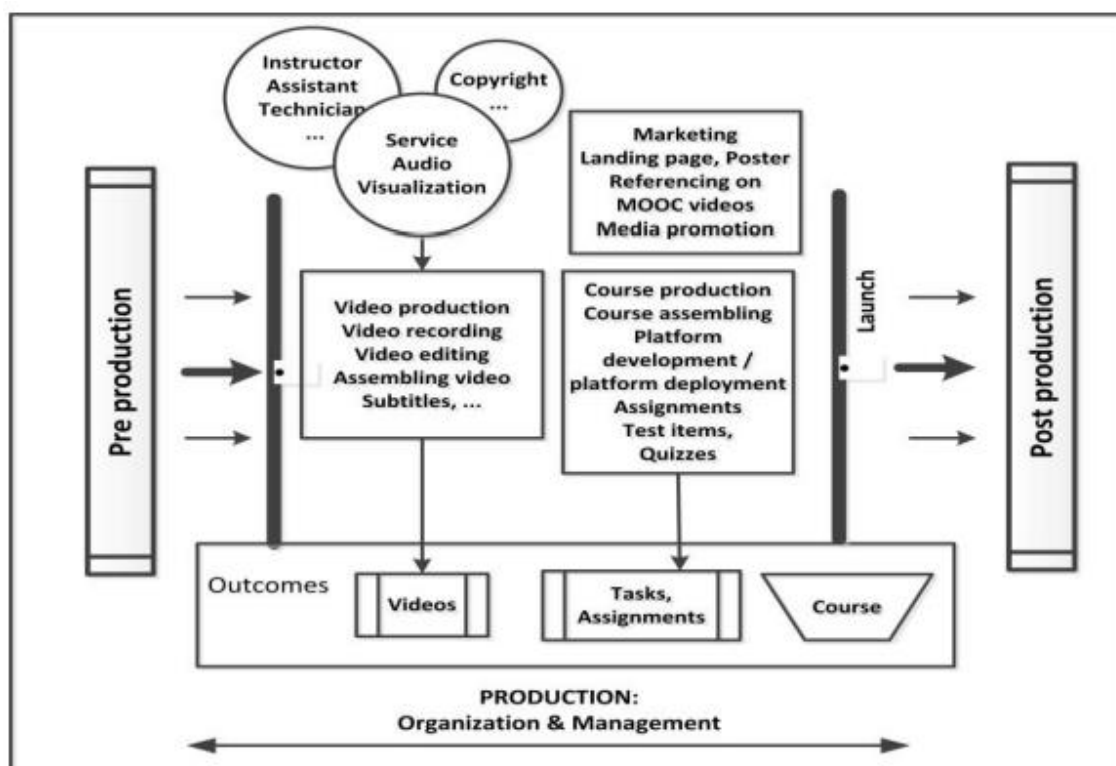 Instructor
Assistant
Technician
...
Copyright
...
Service
Audio
Visualization
Marketing
Landing page, Poster
Referencing on
MOOC videos
Media promotion
Pre production
Video production
Video recording
Video editing
Assembling video
Subtitles, ...
Course production
Course assembling
Platform
development /
platform deployment
Assignments
Test items,
Quizzes
Launch
Post production
Outcomes
Videos
Tasks,
Assignments
Course
PRODUCTION:
Organization & Management